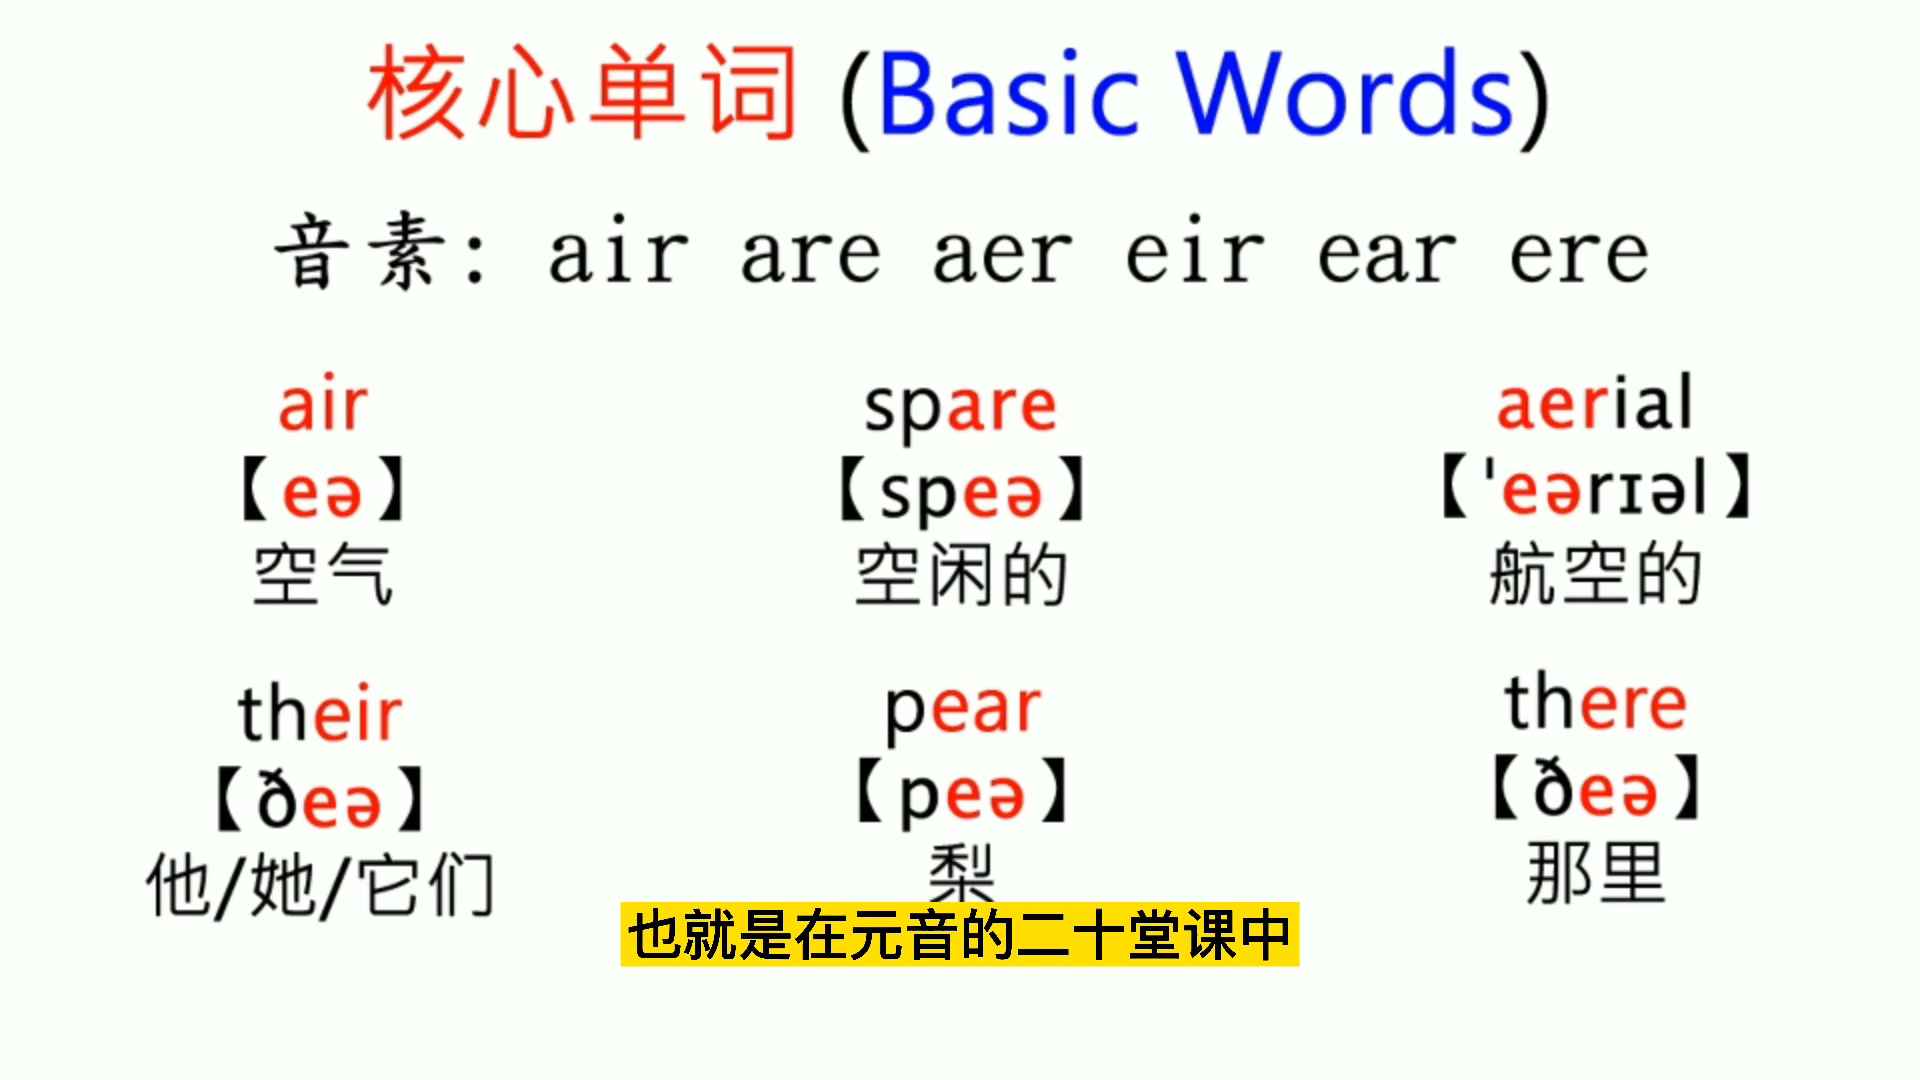 核心单词 (Basic Words)
音素: air are aer eir ear ere
air spare aerial
【eə】 【speə】 【ˈeərɪəl】
空气 空闲的 航空的
their pear there
【ðeə】 【peə】 【ðeə】
他/她/它们 梨 那里
也就是在元音的二十堂课中